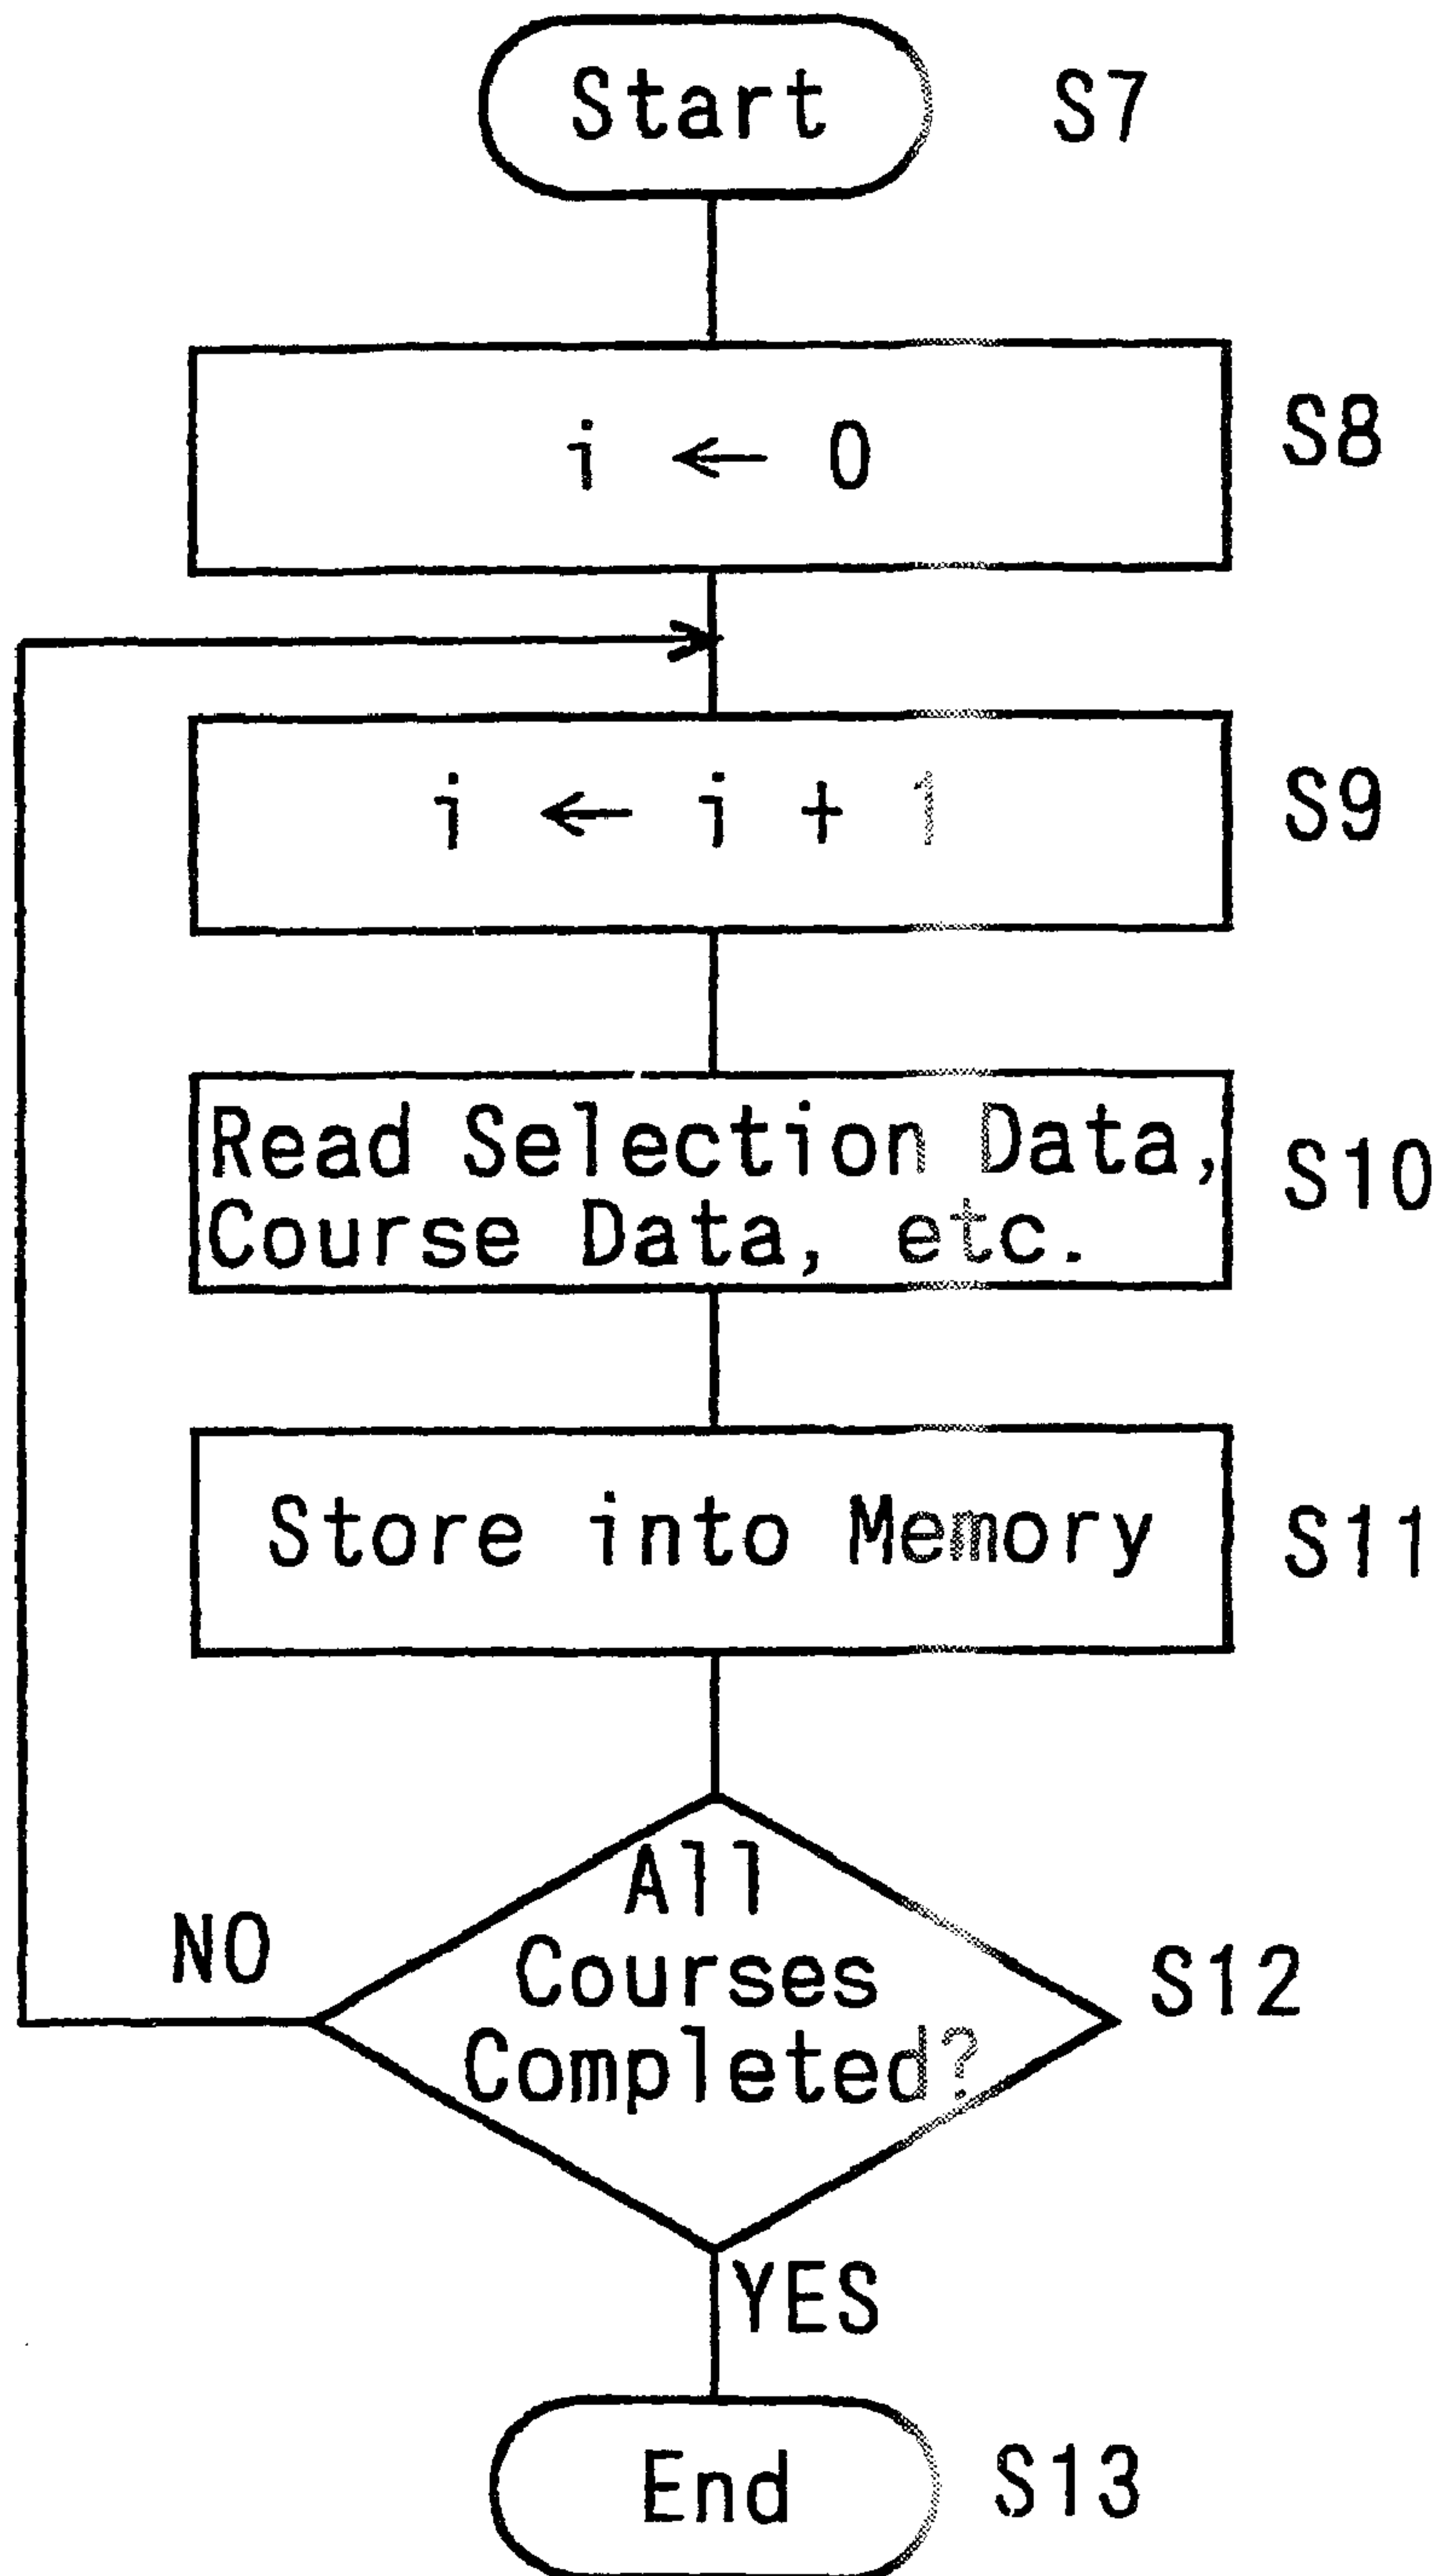 Start S7
i ← 0 S8
i ← i + 1 S9
Read Selection Data,
Course Data, etc. S10
Store into Memory S11
All
Courses
Completed?
NO
S12
YES
End S13